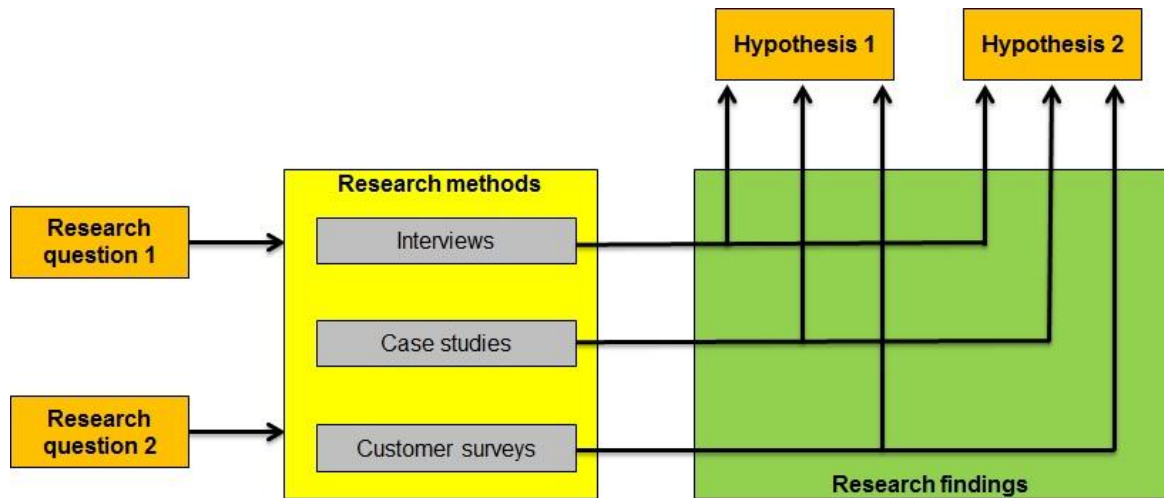 Hypothesis 1
Hypothesis 2
Research methods
Research
question 1
Interviews
Case studies
Research
question 2
Customer surveys
Research findings